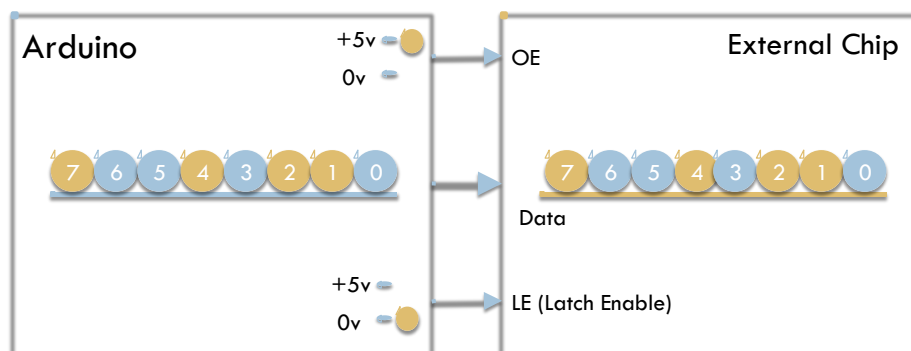 Arduino
External Chip
+5v
0v
OE
7 6 5 4 3 2 1 0
7 6 5 4 3 2 1 0
Data
+5v
0v
LE (Latch Enable)